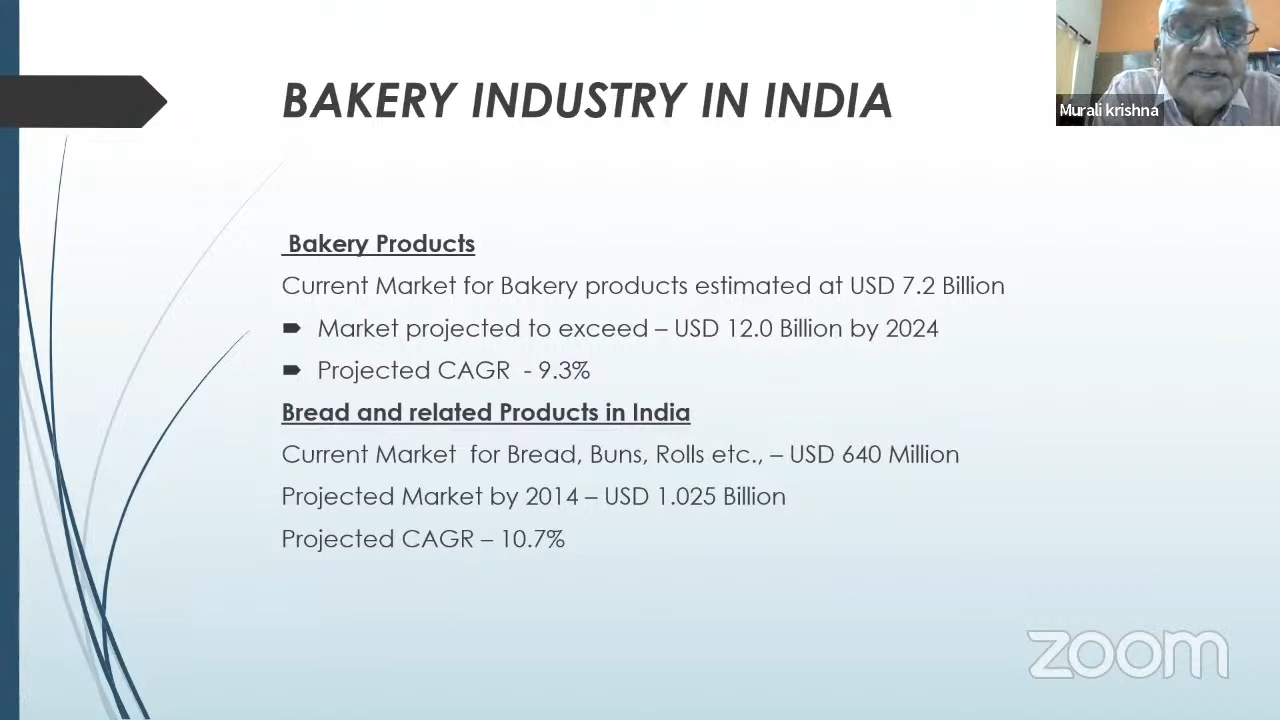 BAKERY INDUSTRY IN INDIA
Murali krishna
Bakery Products
Current Market for Bakery products estimated at USD 7.2 Billion
Market projected to exceed – USD 12.0 Billion by 2024
Projected CAGR - 9.3%
Bread and related Products in India
Current Market for Bread, Buns, Rolls etc., – USD 640 Million
Projected Market by 2014 – USD 1.025 Billion
Projected CAGR – 10.7%
zoom